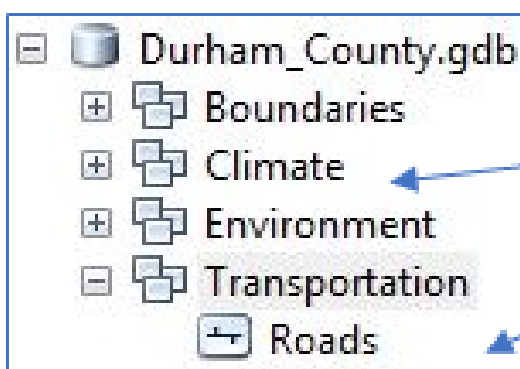 Durham_County.gdb
Boundaries
Climate
Environment
Transportation
Roads